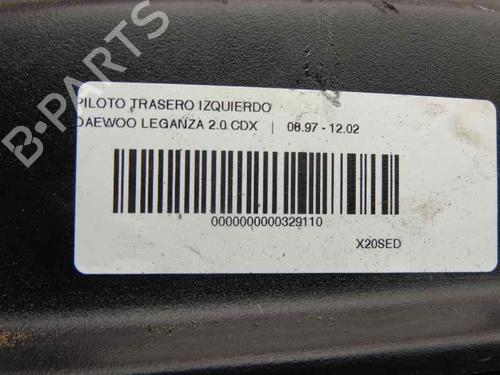 PILOTO TRASERO IZQUIERDO
DAEWOO LEGANZA 2.0 CDX | 08.97 - 12.02
0000000000329110
X20SED
B-PARTS